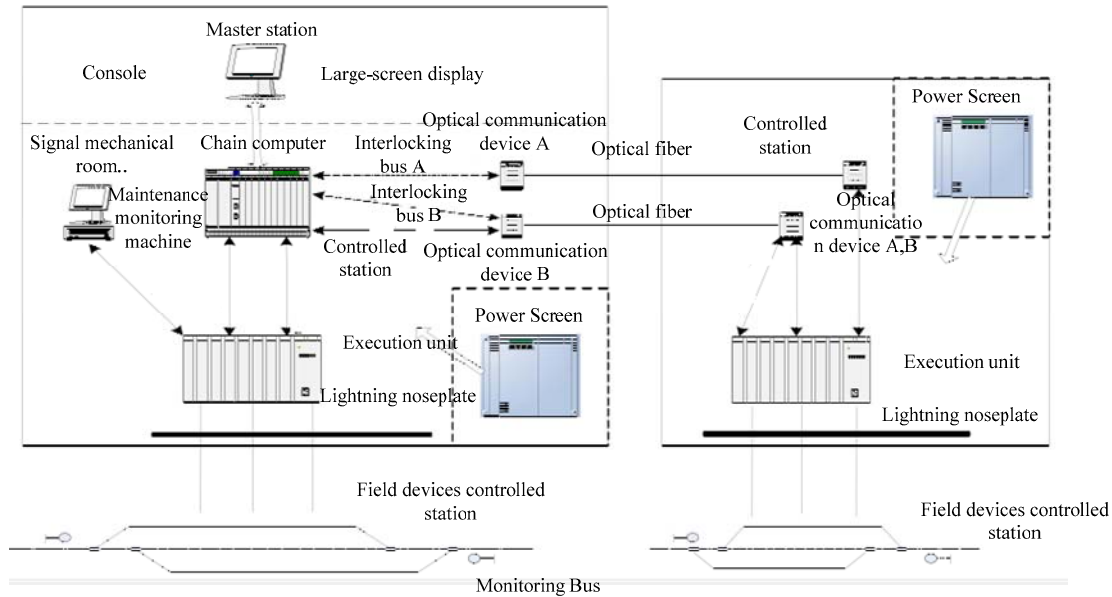 Master station
Console
Large-screen display
Signal mechanical
room..
Chain computer
Interlocking
bus A
Optical communication
device A
Optical fiber
Maintenance
monitoring
machine
Interlocking
bus B
Optical fiber
Controlled
station
Optical communication
device B
Power Screen
Execution unit
Lightning noseplate
Field devices controlled
station
Controlled
station
Power Screen
Optical
communicatio
n device A,B
Execution unit
Lightning noseplate
Field devices controlled
station
Monitoring Bus